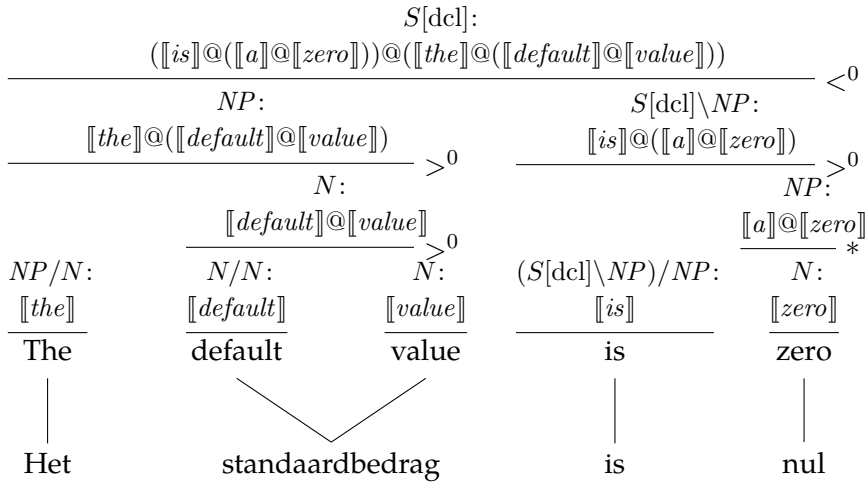 S[dcl]:
(⟦is⟧@(⟦a⟧@⟦zero⟧))@(⟦the⟧@(⟦default⟧@⟦value⟧))
<⁰
NP: S[dcl]\NP:
⟦the⟧@(⟦default⟧@⟦value⟧) ⟦is⟧@(⟦a⟧@⟦zero⟧)
>⁰ >⁰
N: NP:
⟦default⟧@⟦value⟧ ⟦a⟧@⟦zero⟧
>⁰ *
NP/N: N/N: N: (S[dcl]\NP)/NP: N:
⟦the⟧ ⟦default⟧ ⟦value⟧ ⟦is⟧ ⟦zero⟧
The default value is zero
Het standaardbedrag is nul